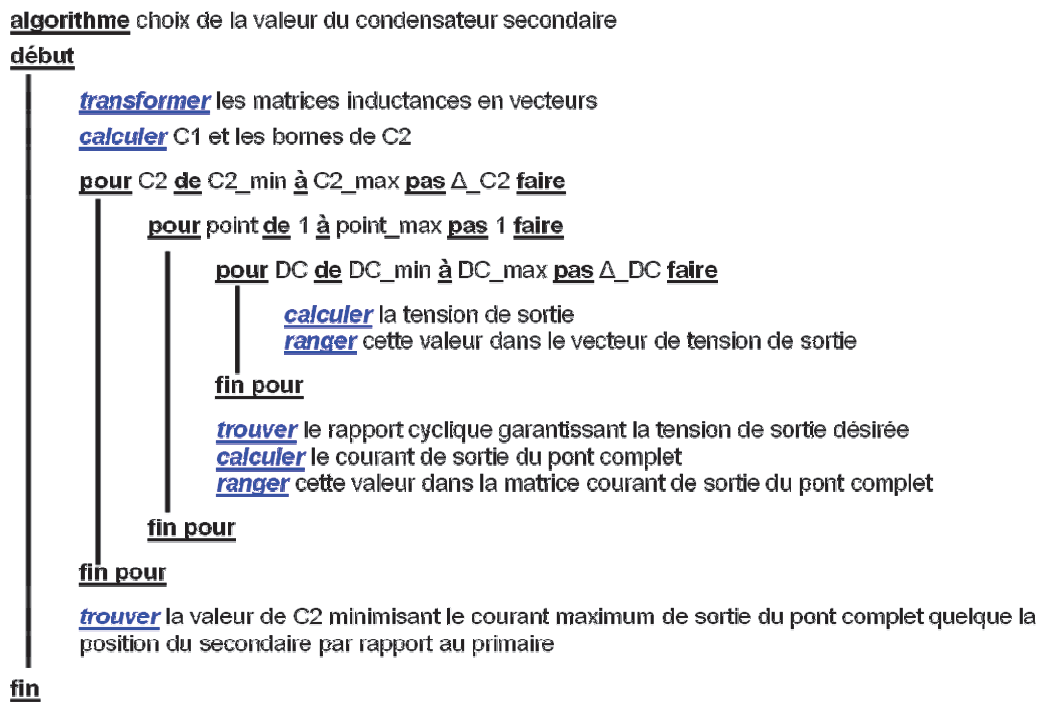 algorithme choix de la valeur du condensateur secondaire
début
transformer les matrices inductances en vecteurs
calculer C1 et les bornes de C2
pour C2 de C2_min à C2_max pas Δ_C2 faire
pour point de 1 à point_max pas 1 faire
pour DC de DC_min à DC_max pas Δ_DC faire
calculer la tension de sortie
ranger cette valeur dans le vecteur de tension de sortie
fin pour
trouver le rapport cyclique garantissant la tension de sortie désirée
calculer le courant de sortie du pont complet
ranger cette valeur dans la matrice courant de sortie du pont complet
fin pour
fin pour
trouver la valeur de C2 minimisant le courant maximum de sortie du pont complet quelque la
position du secondaire par rapport au primaire
fin